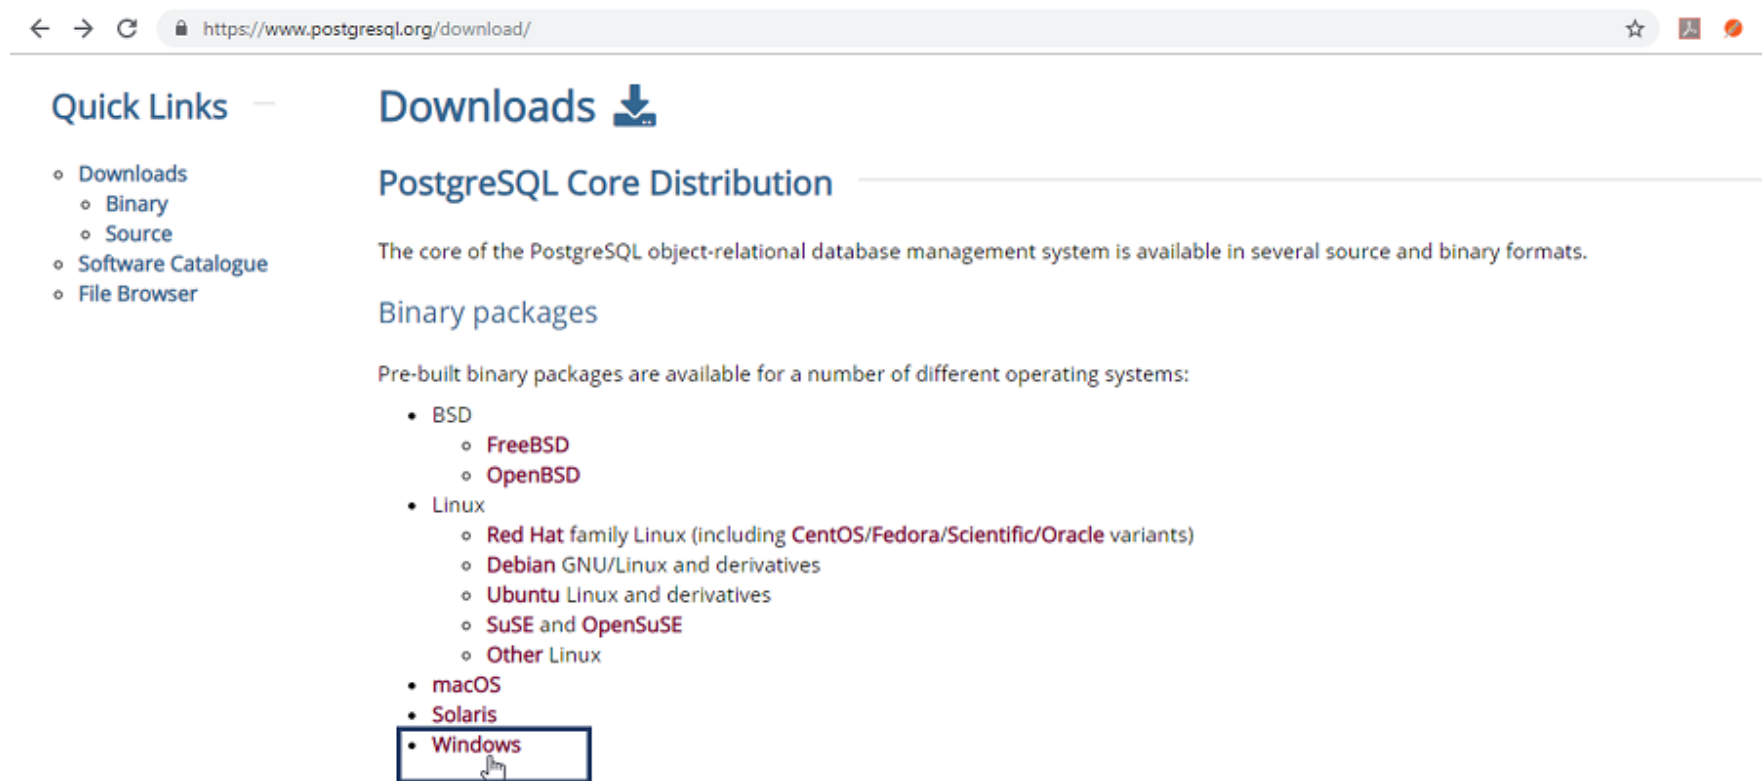 https://www.postgresql.org/download/
Quick Links
Downloads
Binary
Source
Software Catalogue
File Browser
Downloads
PostgreSQL Core Distribution
The core of the PostgreSQL object-relational database management system is available in several source and binary formats.
Binary packages
Pre-built binary packages are available for a number of different operating systems:
BSD
FreeBSD
OpenBSD
Linux
Red Hat family Linux (including CentOS/Fedora/Scientific/Oracle variants)
Debian GNU/Linux and derivatives
Ubuntu Linux and derivatives
SuSE and OpenSuSE
Other Linux
macOS
Solaris
Windows